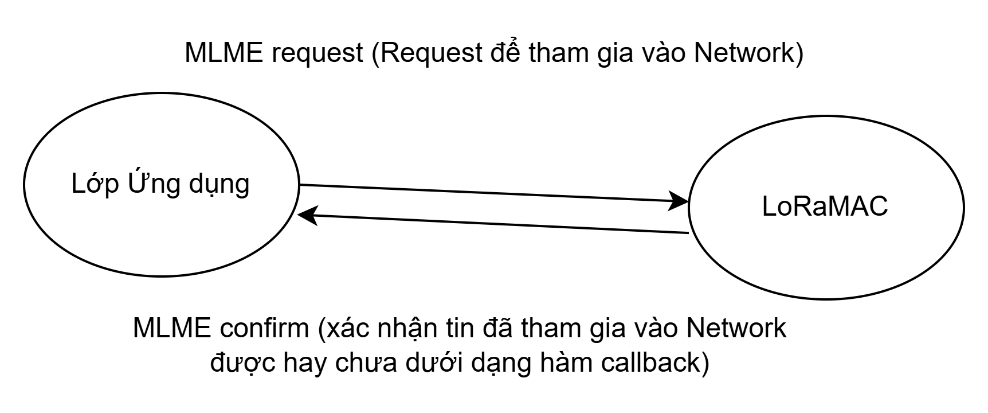 MLME request (Request để tham gia vào Network)
Lớp Ứng dụng
LoRaMAC
MLME confirm (xác nhận tin đã tham gia vào Network
được hay chưa dưới dạng hàm callback)